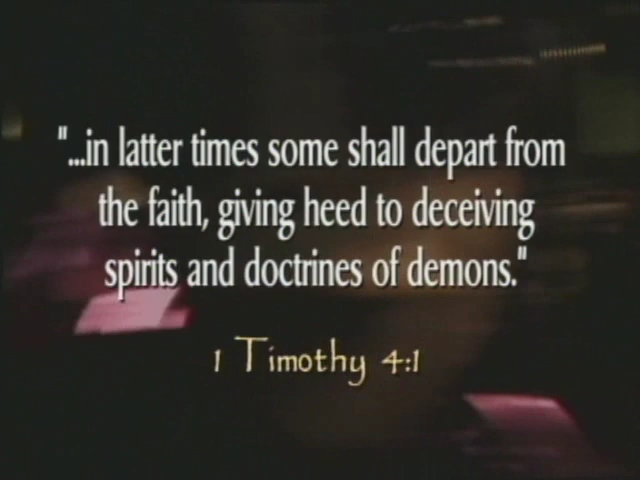 "...in latter times some shall depart from
the faith, giving heed to deceiving
spirits and doctrines of demons."
1 Timothy 4:1